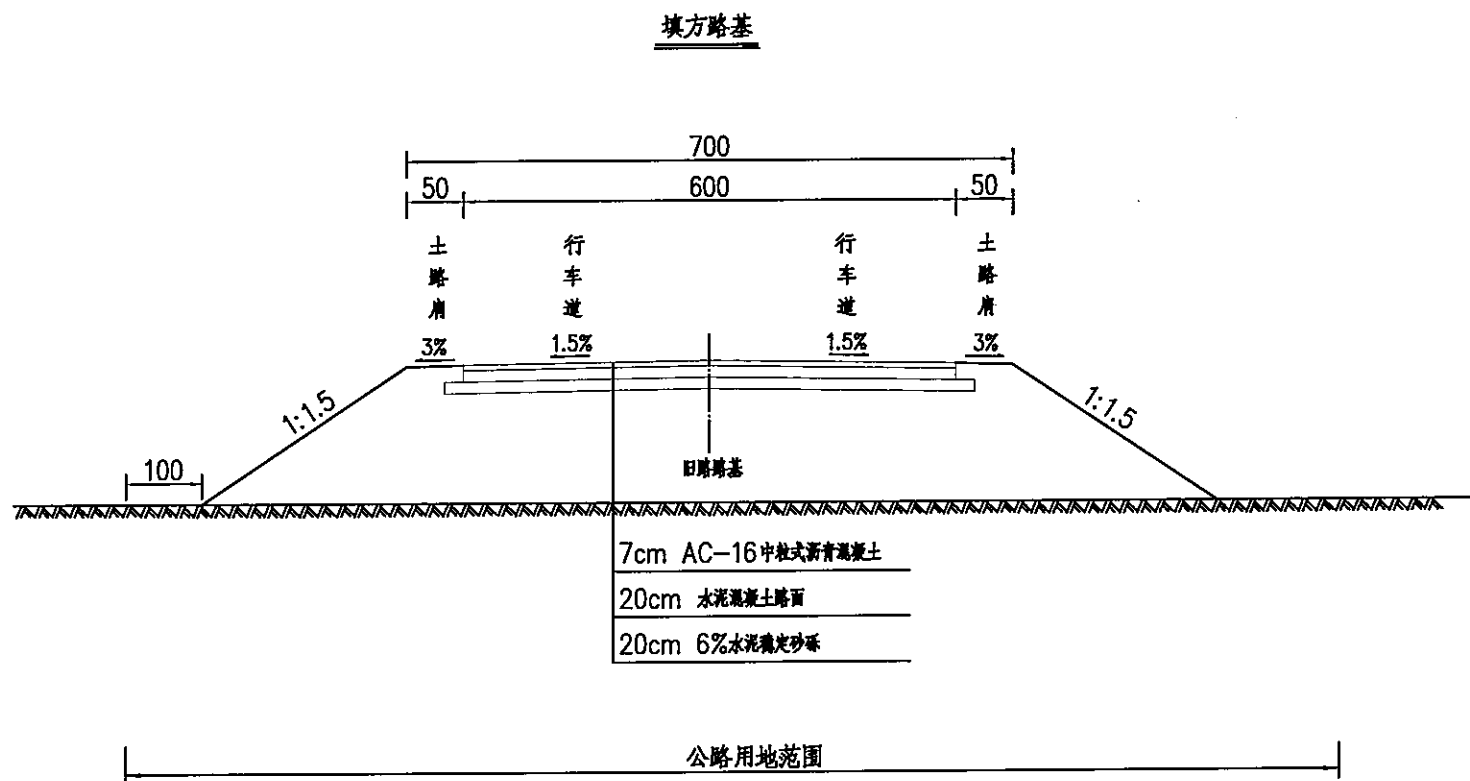 填方路基
700
50 600 50
土路肩 行车道 行车道 土路肩
3% 1.5% 1.5% 3%
1:1.5 1:1.5
100
旧路路基
7cm AC-16中粒式沥青混凝土
20cm 水泥混凝土路面
20cm 6%水泥稳定砂砾
公路用地范围